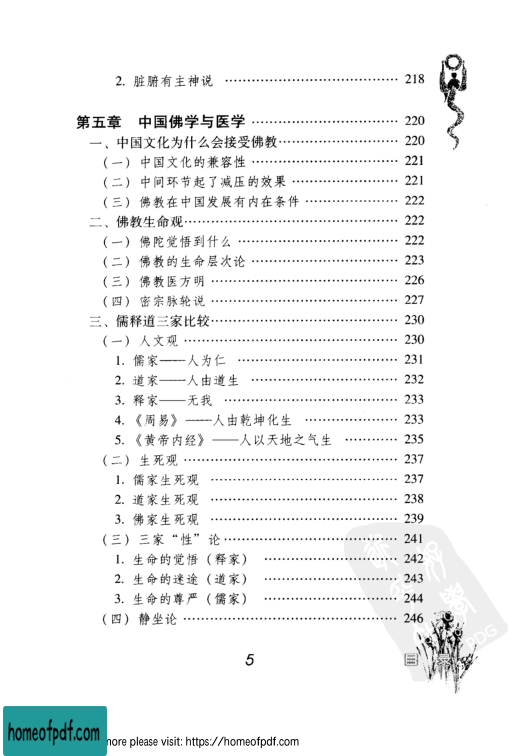 2. 脏腑有主神说 …………………………… 218
第五章 中国佛学与医学 …………………………… 220
一、中国文化为什么会接受佛教…………………… 220
(一) 中国文化的兼容性 …………………………… 221
(二) 中间环节起了减压的效果 …………………… 221
(三) 佛教在中国发展有内在条件 ………………… 222
二、佛教生命观…………………………………… 222
(一) 佛陀觉悟到什么 ……………………………… 222
(二) 佛教的生命层次论 …………………………… 223
(三) 佛教医方明 …………………………………… 226
(四) 密宗脉轮说 …………………………………… 227
三、儒释道三家比较……………………………… 230
(一) 人文观 ………………………………………… 230
1. 儒家——人为仁 ……………………………… 231
2. 道家——人由道生 …………………………… 232
3. 释家——无我 ………………………………… 233
4. 《周易》——人由乾坤化生 ………………… 233
5. 《黄帝内经》——人以天地之气生 ………… 235
(二) 生死观 ………………………………………… 237
1. 儒家生死观 …………………………………… 237
2. 道家生死观 …………………………………… 238
3. 佛家生死观 …………………………………… 239
(三) 三家“性”论 ………………………………… 241
1. 生命的觉悟(释家) ………………………… 242
2. 生命的迷途(道家) ………………………… 243
3. 生命的尊严(儒家) ………………………… 244
(四) 静坐论 ………………………………………… 246
5
PDG
homeofpdf.com
more please visit: https://homeofpdf.com